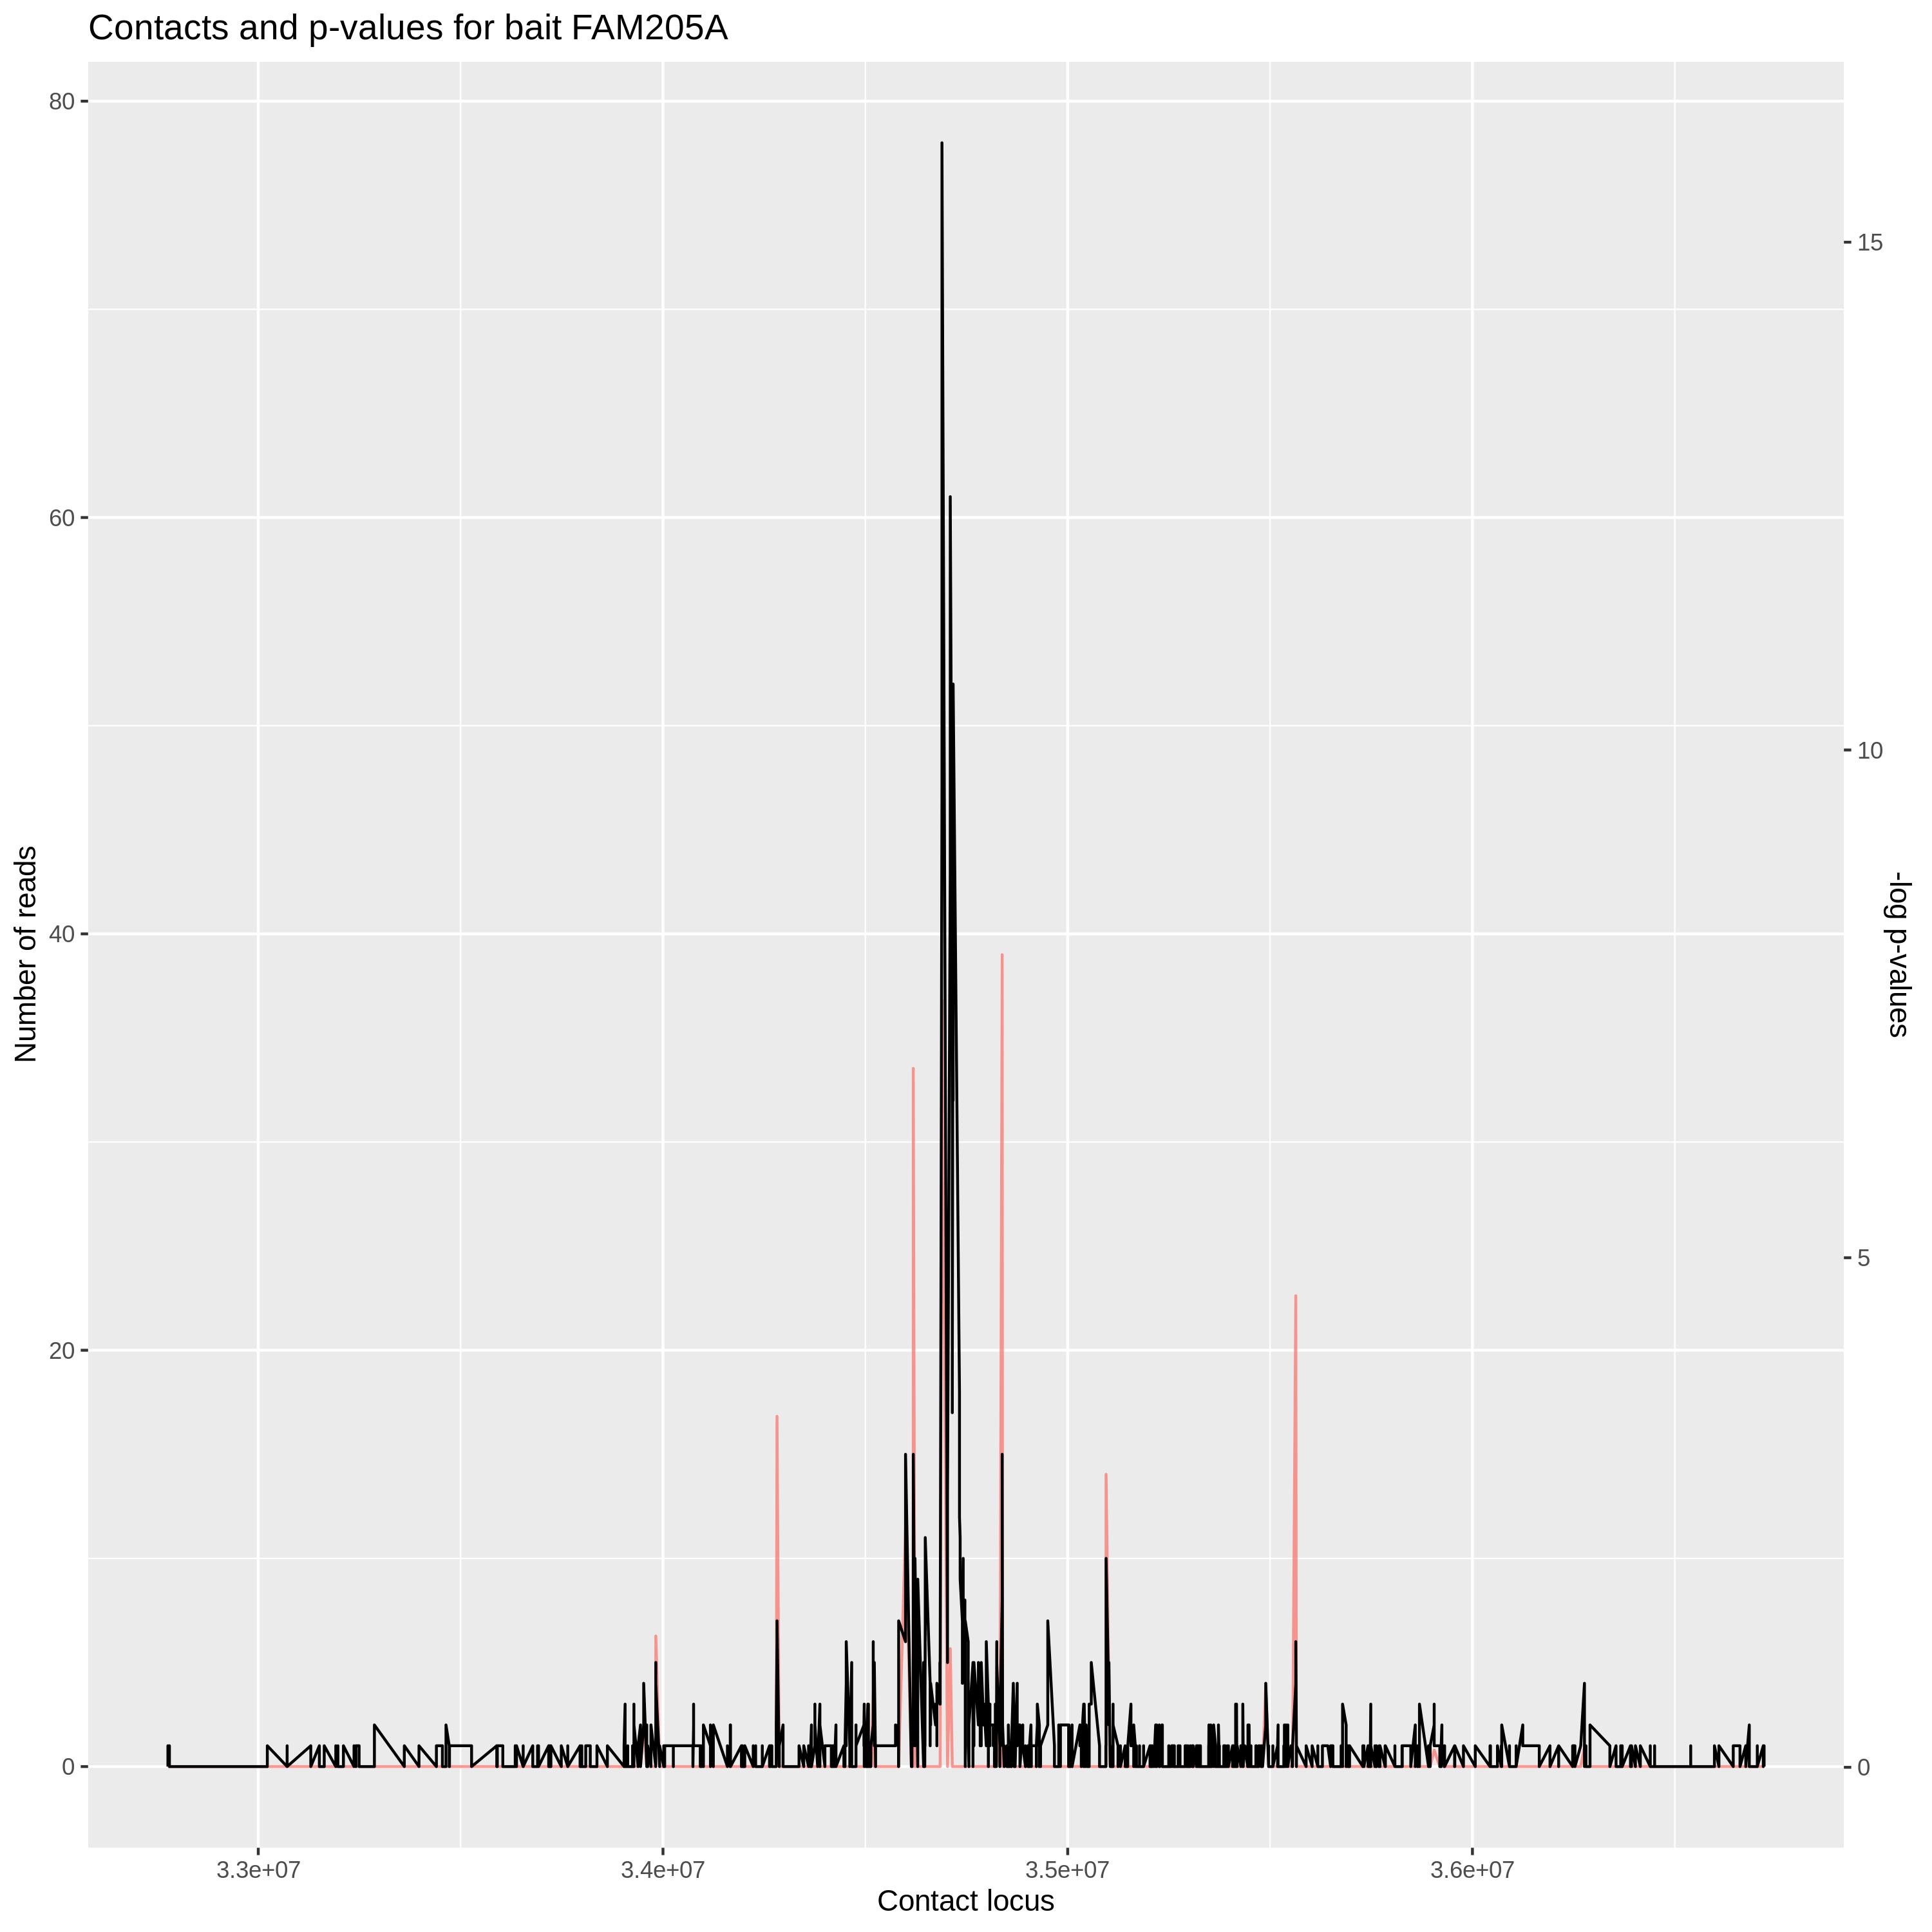 Contacts and p-values for bait FAM205A
80
60
40
20
0
15
10
5
0
Number of reads
-log p-values
3.3e+07
3.4e+07
3.5e+07
3.6e+07
Contact locus